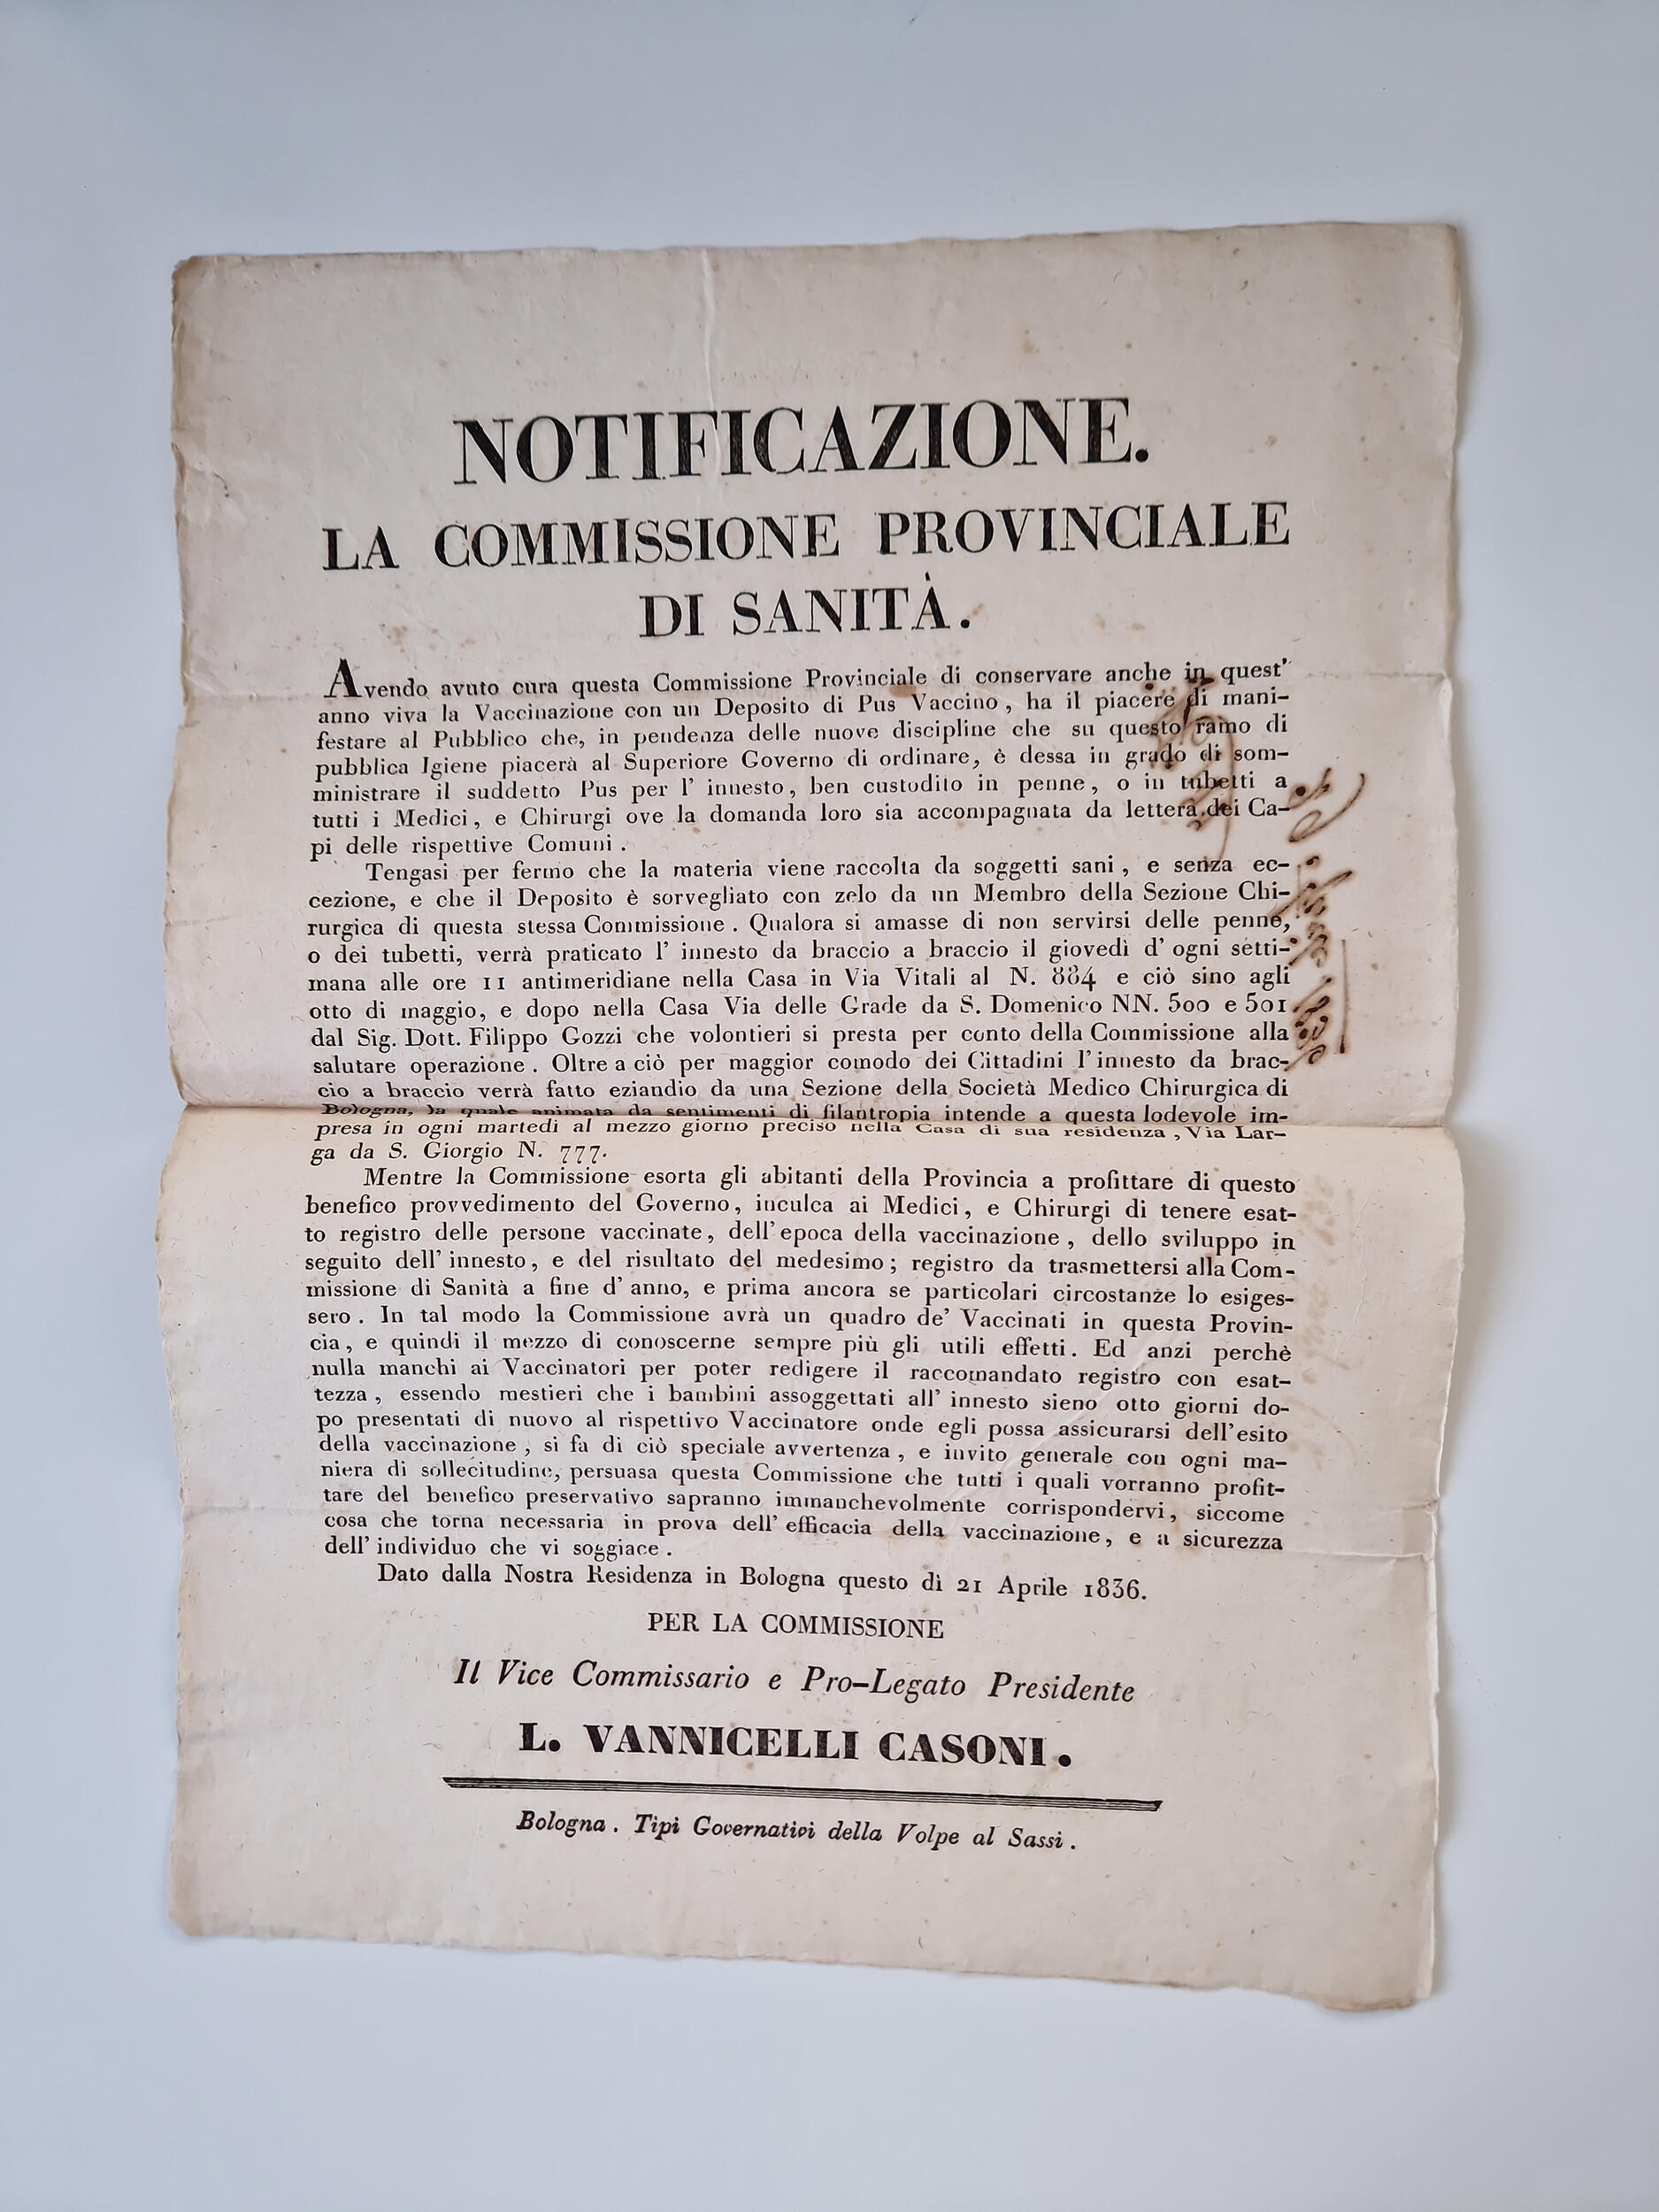 NOTIFICAZIONE.
LA COMMISSIONE PROVINCIALE
DI SANITÀ.
Avendo avuto cura questa Commissione Provinciale di conservare anche in quest'
anno viva la Vaccinazione con un Deposito di Pus Vaccino, ha il piacere di mani-
festare al Pubblico che, in pendenza delle nuove discipline che su questo ramo di
pubblica Igiene piacerà al Superiore Governo di ordinare, è dessa in grado di som-
ministrare il suddetto Pus per l' innesto, ben custodito in penne, o in tubetti a
tutti i Medici, e Chirurgi ove la domanda loro sia accompagnata da lettera dei Ca-
pi delle rispettive Comuni.
Tengasi per fermo che la materia viene raccolta da soggetti sani, e senza ec-
cezione, e che il Deposito è sorvegliato con zelo da un Membro della Sezione Chi-
rurgica di questa stessa Commissione. Qualora si amasse di non servirsi delle penne,
o dei tubetti, verrà praticato l' innesto da braccio a braccio il giovedì d' ogni setti-
mana alle ore 11 antimeridiane nella Casa in Via Vitali al N. 884 e ciò sino agli
otto di maggio, e dopo nella Casa Via delle Grade da S. Domenico NN. 500 e 501
dal Sig. Dott. Filippo Gozzi che volontieri si presta per conto della Commissione alla
salutare operazione. Oltre a ciò per maggior comodo dei Cittadini l' innesto da brac-
cio a braccio verrà fatto eziandio da una Sezione della Società Medico Chirurgica di
Bologna, la quale animata da sentimenti di filantropia intende a questa lodevole im-
presa in ogni martedì al mezzo giorno preciso nella Casa di sua residenza, Via Lar-
ga da S. Giorgio N. 777.
Mentre la Commissione esorta gli abitanti della Provincia a profittare di questo
benefico provvedimento del Governo, inculca ai Medici, e Chirurgi di tenere esat-
to registro delle persone vaccinate, dell' epoca della vaccinazione, dello sviluppo in
seguito dell' innesto, e del risultato del medesimo; registro da trasmettersi alla Com-
missione di Sanità a fine d' anno, e prima ancora se particolari circostanze lo esiges-
sero. In tal modo la Commissione avrà un quadro de' Vaccinati in questa Provin-
cia, e quindi il mezzo di conoscerne sempre più gli utili effetti. Ed anzi perchè
nulla manchi ai Vaccinatori per poter redigere il raccomandato registro con esat-
tezza, essendo mestieri che i bambini assoggettati all' innesto sieno otto giorni do-
po presentati di nuovo al rispettivo Vaccinatore onde egli possa assicurarsi dell' esito
della vaccinazione, si fa di ciò speciale avvertenza, e invito generale con ogni ma-
niera di sollecitudine, persuasa questa Commissione che tutti i quali vorranno profit-
tare del benefico preservativo sapranno immanchevolmente corrispondervi, siccome
cosa che torna necessaria in prova dell' efficacia della vaccinazione, e a sicurezza
dell' individuo che vi soggiace.
Dato dalla Nostra Residenza in Bologna questo dì 21 Aprile 1836.
PER LA COMMISSIONE
Il Vice Commissario e Pro-Legato Presidente
L. VANNICELLI CASONI.
Bologna. Tipi Governativi della Volpe al Sassi.